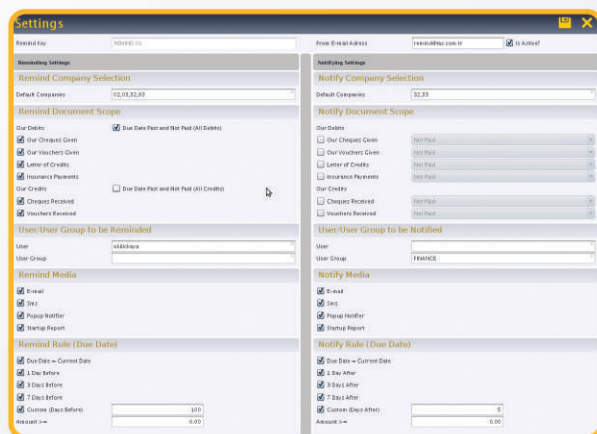 Settings
Remind Key REMIND 01 From E-mail Adress Is Active?
Reminding Settings
Remind Company Selection
Default Companies 02,03,32,33
Remind Document Scope
Our Debits Due Date Past and Not Paid (All Debits)
Our Cheques Given
Our Vouchers Given
Letter of Credits
Insurance Payments
Our Credits Due Date Past and Not Paid (All Credits)
Cheques Received
Vouchers Received
User/User Group to be Reminded
User
User Group
Remind Media
E-mail
Sms
Popup Notifier
Startup Report
Remind Rule (Due Date)
Due Date = Current Date
1 Day Before
3 Days Before
7 Days Before
Custom (Days Before) 100
Amount >= 0.00
Notifying Settings
Notify Company Selection
Default Companies 32,33
Notify Document Scope
Our Debits
Our Cheques Given Not Paid
Our Vouchers Given Not Paid
Letter of Credits Not Paid
Insurance Payments Not Paid
Our Credits
Cheques Received Not Paid
Vouchers Received Not Paid
User/User Group to be Notified
User
User Group FINANCE
Notify Media
E-mail
Sms
Popup Notifier
Startup Report
Notify Rule (Due Date)
Due Date = Current Date
1 Day After
3 Days After
7 Days After
Custom (Days After) 5
Amount >= 0.00